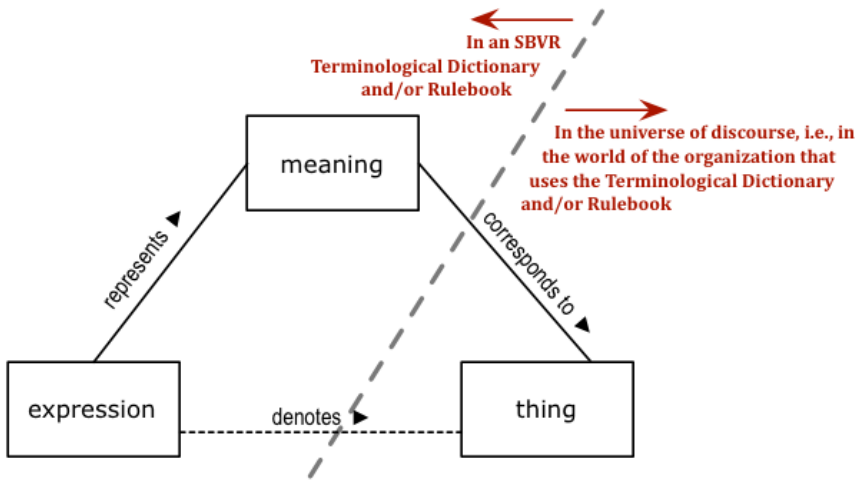 In an SBVR
Terminological Dictionary
and/or Rulebook
In the universe of discourse, i.e., in
the world of the organization that
uses the Terminological Dictionary
and/or Rulebook
meaning
represents ▶
corresponds to ▶
expression
denotes ▶
thing